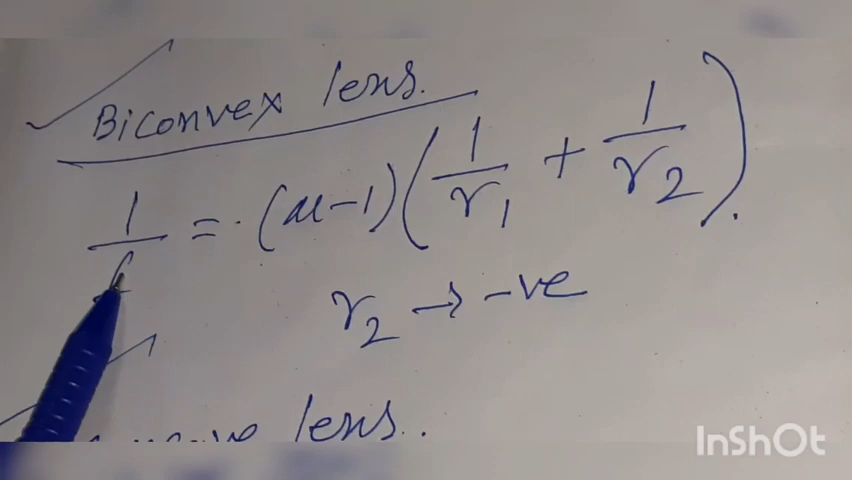 Biconvex lens.
1/f = (μ-1)(1/r1 + 1/r2).
r2 → -ve
lens.
InShOt